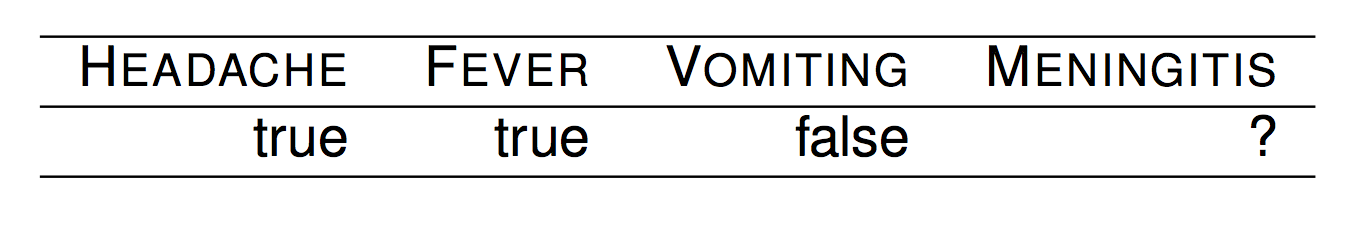 HEADACHE FEVER VOMITING MENINGITIS
true true false ?